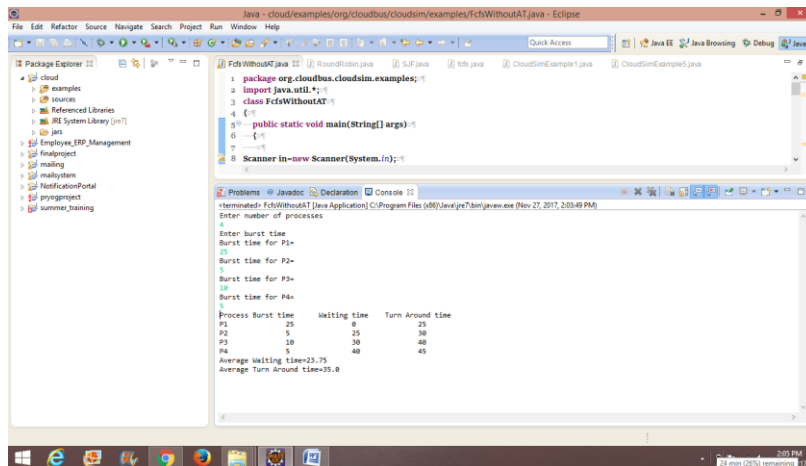 Java - cloud/examples/org/cloudbus/cloudsim/examples/FcfsWithoutAT.java - Eclipse
File Edit Refactor Source Navigate Search Project Run Window Help
Quick Access
Java EE Java Browsing Debug Java
Package Explorer
cloud
examples
sources
Referenced Libraries
JRE System Library [jre7]
jars
Employee_ERP_Management
finalproject
mailing
mailsystem
NotificationPortal
pryogproject
summer_training
FcfsWithoutAT.java RoundRobin.java SJF.java fcfs.java CloudSimExample1.java CloudSimExample5.java
1 package org.cloudbus.cloudsim.examples;
2 import java.util.*;
3 class FcfsWithoutAT
4 {
5 public static void main(String[] args)
6 {
7
8 Scanner in=new Scanner(System.in);
Problems Javadoc Declaration Console
<terminated> FcfsWithoutAT [Java Application] C:\Program Files (x86)\Java\jre7\bin\javaw.exe (Nov 27, 2017, 2:03:49 PM)
Enter number of processes
4
Enter burst time
Burst time for P1=
25
Burst time for P2=
5
Burst time for P3=
10
Burst time for P4=
5
Process Burst time Waiting time Turn Around time
P1 25 0 25
P2 5 25 30
P3 10 30 40
P4 5 40 45
Average Waiting time=23.75
Average Turn Around time=35.0
2:05 PM
24 min (26%) remaining